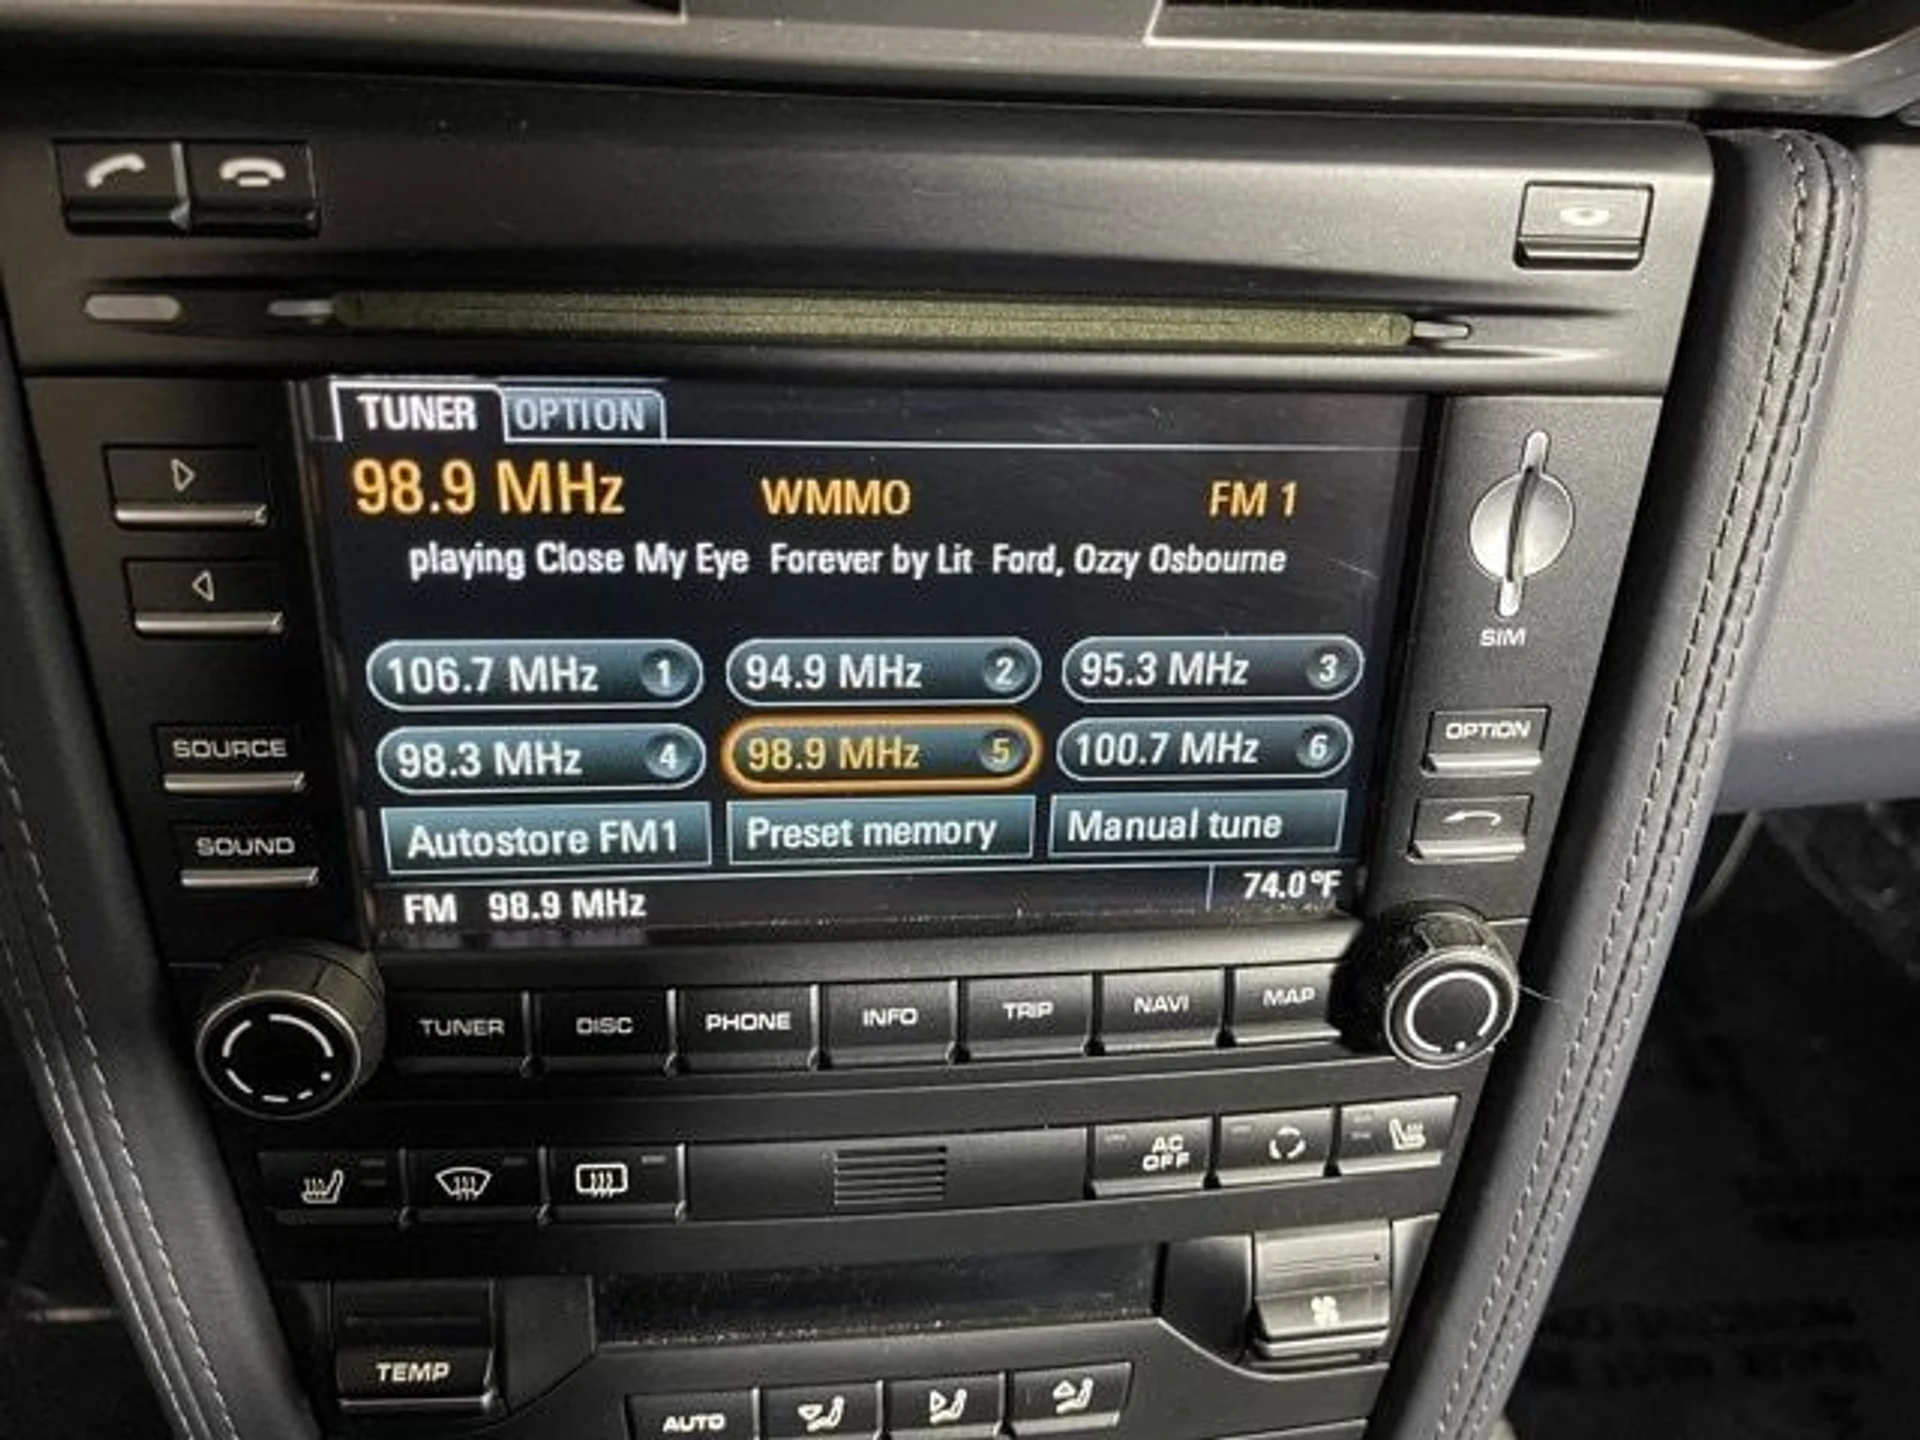 TUNER OPTION
98.9 MHz WMMO FM 1
playing Close My Eye Forever by Lit Ford, Ozzy Osbourne
106.7 MHz 1 94.9 MHz 2 95.3 MHz 3
98.3 MHz 4 98.9 MHz 5 100.7 MHz 6
Autostore FM1 Preset memory Manual tune
FM 98.9 MHz 74.0°F
SIM
SOURCE
OPTION
SOUND
TUNER DISC PHONE INFO TRIP NAVI MAP
AC
OFF
TEMP
AUTO